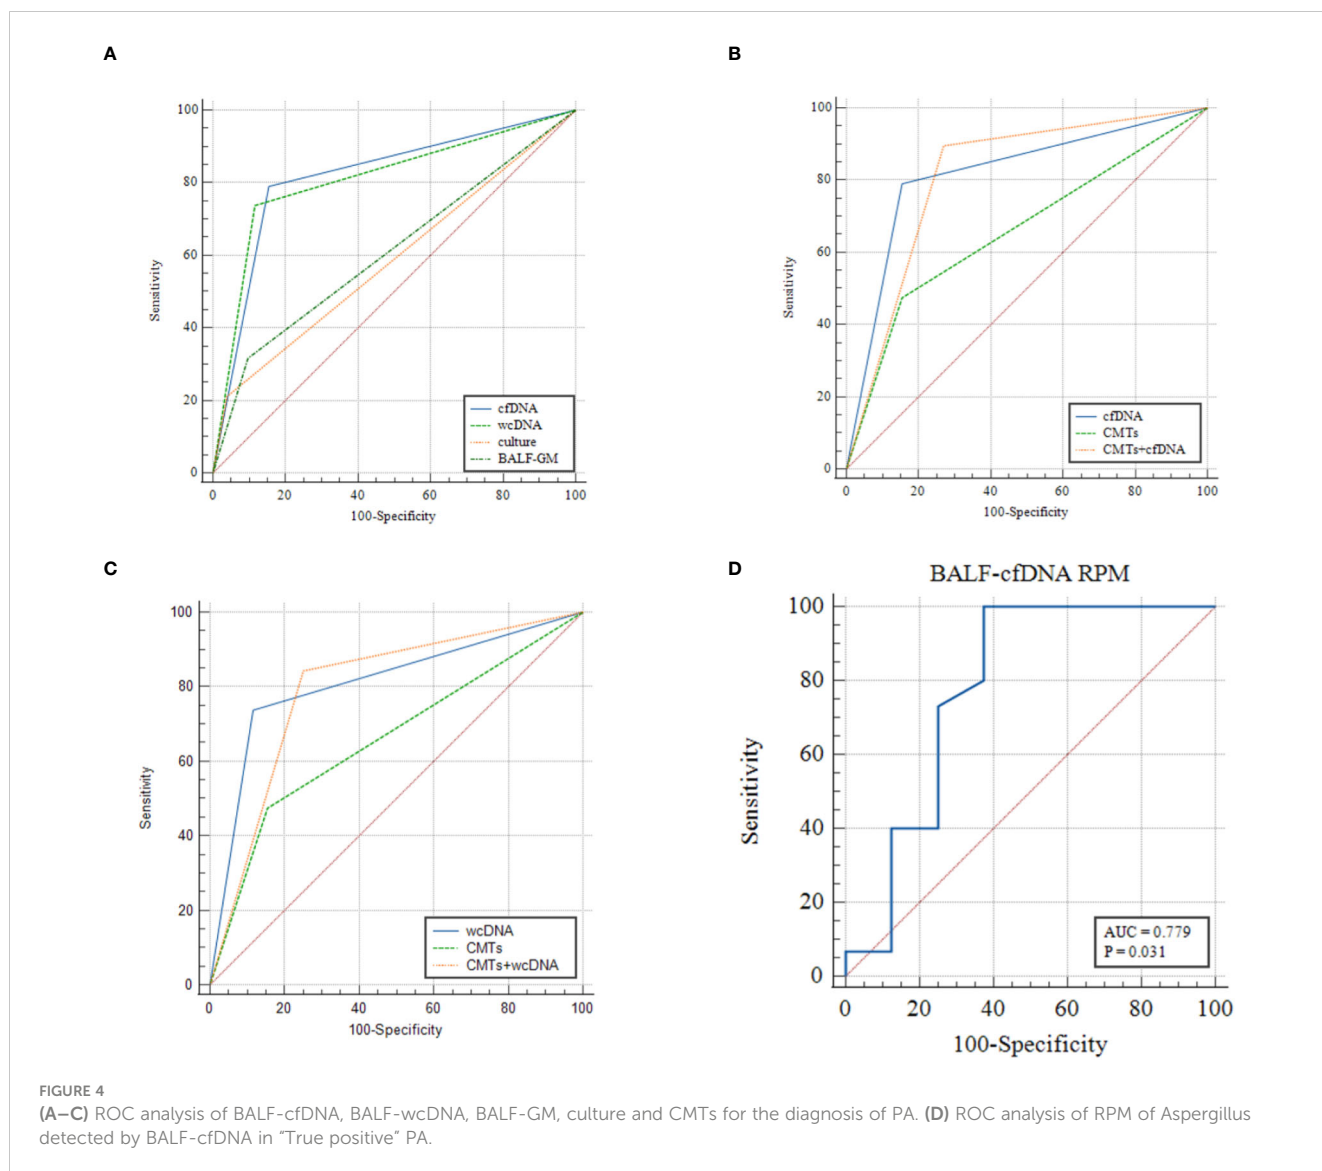 A
100
80
60
40
20
0
Sensitivity
0 20 40 60 80 100
100-Specificity
cfDNA
wcDNA
culture
BALF-GM
B
100
80
60
40
20
0
Sensitivity
0 20 40 60 80 100
100-Specificity
cfDNA
CMTs
CMTs+cfDNA
C
100
80
60
40
20
0
Sensitivity
0 20 40 60 80 100
100-Specificity
wcDNA
CMTs
CMTs+wcDNA
D
BALF-cfDNA RPM
100
80
60
40
20
0
Sensitivity
0 20 40 60 80 100
100-Specificity
AUC = 0.779
P = 0.031
FIGURE 4
(A–C) ROC analysis of BALF-cfDNA, BALF-wcDNA, BALF-GM, culture and CMTs for the diagnosis of PA. (D) ROC analysis of RPM of Aspergillus
detected by BALF-cfDNA in “True positive” PA.